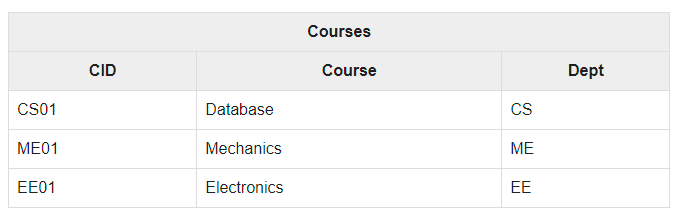 Courses
CID Course Dept
CS01 Database CS
ME01 Mechanics ME
EE01 Electronics EE